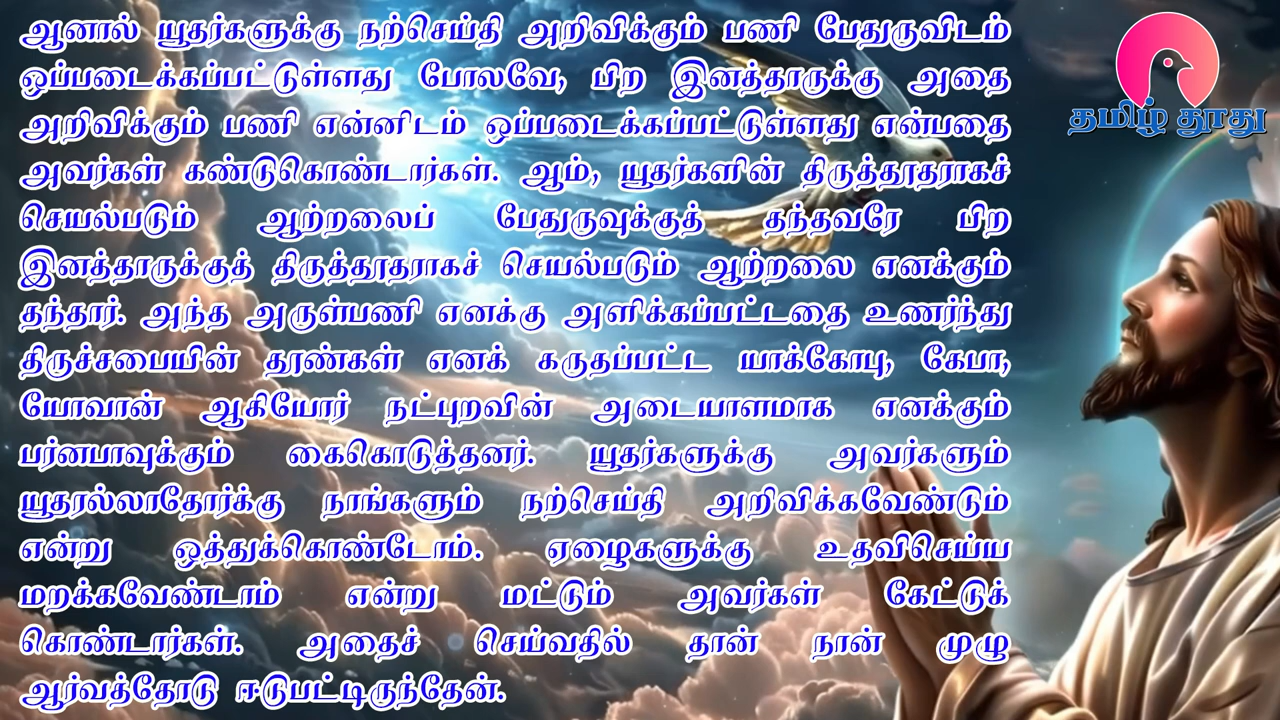 ஆனால் யூதர்களுக்கு நற்செய்தி அறிவிக்கும் பணி பேதுருவிடம்
ஒப்படைக்கப்பட்டுள்ளது போலவே, பிற இனத்தாருக்கு அதை
அறிவிக்கும் பணி என்னிடம் ஒப்படைக்கப்பட்டுள்ளது என்பதை
அவர்கள் கண்டுகொண்டார்கள். ஆம், யூதர்களின் திருத்தூதராகச்
செயல்படும் ஆற்றலைப் பேதுருவுக்குத் தந்தவரே பிற
இனத்தாருக்குத் திருத்தூதராகச் செயல்படும் ஆற்றலை எனக்கும்
தந்தார். அந்த அருள்பணி எனக்கு அளிக்கப்பட்டதை உணர்ந்து
திருச்சபையின் தூண்கள் எனக் கருதப்பட்ட யாக்கோபு, கேபா,
யோவான் ஆகியோர் நட்புறவின் அடையாளமாக எனக்கும்
பர்னபாவுக்கும் கைகொடுத்தனர். யூதர்களுக்கு அவர்களும்
யூதரல்லாதோர்க்கு நாங்களும் நற்செய்தி அறிவிக்கவேண்டும்
என்று ஒத்துக்கொண்டோம். ஏழைகளுக்கு உதவிசெய்ய
மறக்கவேண்டாம் என்று மட்டும் அவர்கள் கேட்டுக்
கொண்டார்கள். அதைச் செய்வதில் தான் நான் முழு
ஆர்வத்தோடு ஈடுபட்டிருந்தேன்.
தமிழ் தூது